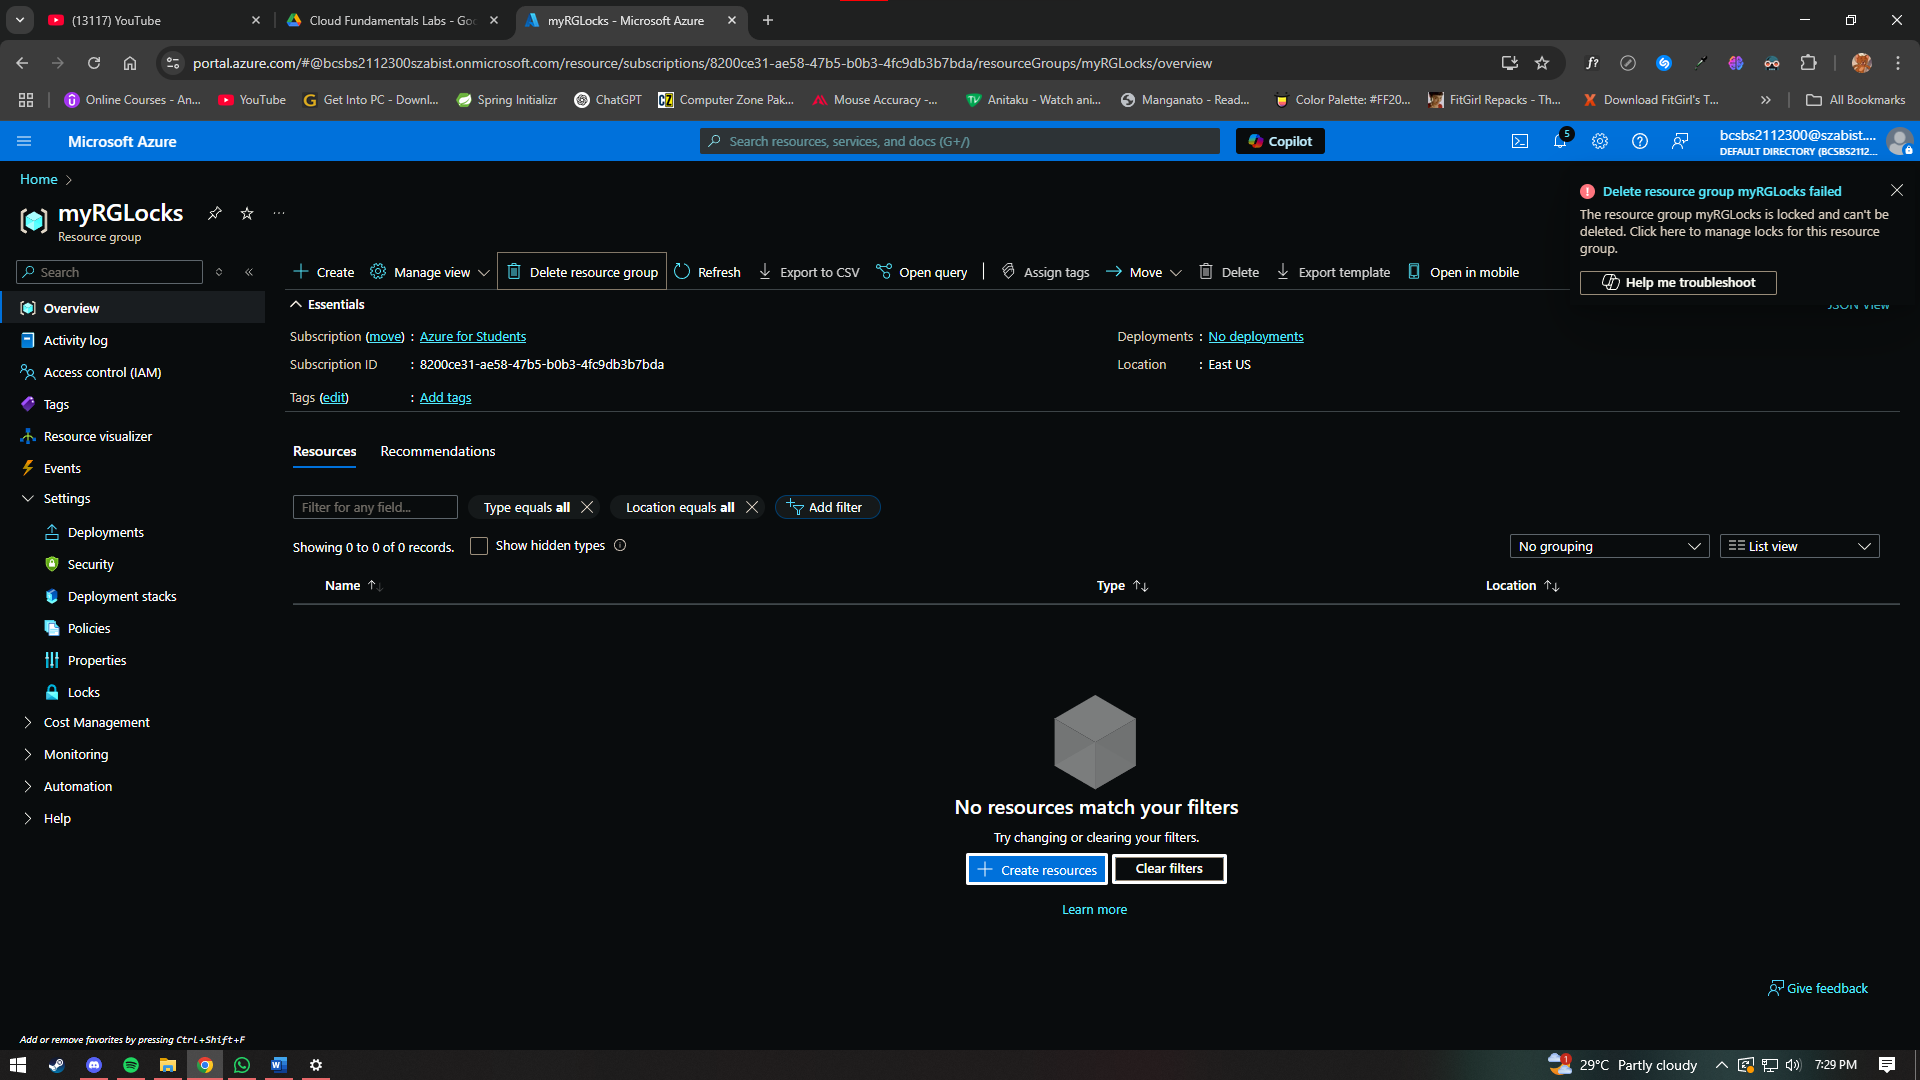 (13117) YouTube
Cloud Fundamentals Labs - Goo
myRGLocks - Microsoft Azure
portal.azure.com/#@bcsbs2112300szabist.onmicrosoft.com/resource/subscriptions/8200ce31-ae58-47b5-b0b3-4fc9db3b7bda/resourceGroups/myRGLocks/overview
Online Courses - An...
YouTube
Get Into PC - Downl...
Spring Initializr
ChatGPT
Computer Zone Pak...
Mouse Accuracy -...
Anitaku - Watch ani...
Manganato - Read...
Color Palette: #FF20...
FitGirl Repacks - Th...
Download FitGirl's T...
All Bookmarks
Microsoft Azure
Search resources, services, and docs (G+/)
Copilot
5
bcsbs2112300@szabist....
DEFAULT DIRECTORY (BCSBS2112...
Home
myRGLocks
Resource group
Delete resource group myRGLocks failed
The resource group myRGLocks is locked and can't be
deleted. Click here to manage locks for this resource
group.
Help me troubleshoot
Search
Create
Manage view
Delete resource group
Refresh
Export to CSV
Open query
Assign tags
Move
Delete
Export template
Open in mobile
Overview
Activity log
Access control (IAM)
Tags
Resource visualizer
Events
Settings
Deployments
Security
Deployment stacks
Policies
Properties
Locks
Cost Management
Monitoring
Automation
Help
Essentials
JSON View
Subscription (move) : Azure for Students
Deployments : No deployments
Subscription ID : 8200ce31-ae58-47b5-b0b3-4fc9db3b7bda
Location : East US
Tags (edit) : Add tags
Resources
Recommendations
Filter for any field...
Type equals all
Location equals all
Add filter
Showing 0 to 0 of 0 records.
Show hidden types
No grouping
List view
Name
Type
Location
No resources match your filters
Try changing or clearing your filters.
Create resources
Clear filters
Learn more
Give feedback
Add or remove favorites by pressing Ctrl+Shift+F
1
29°C Partly cloudy
7:29 PM